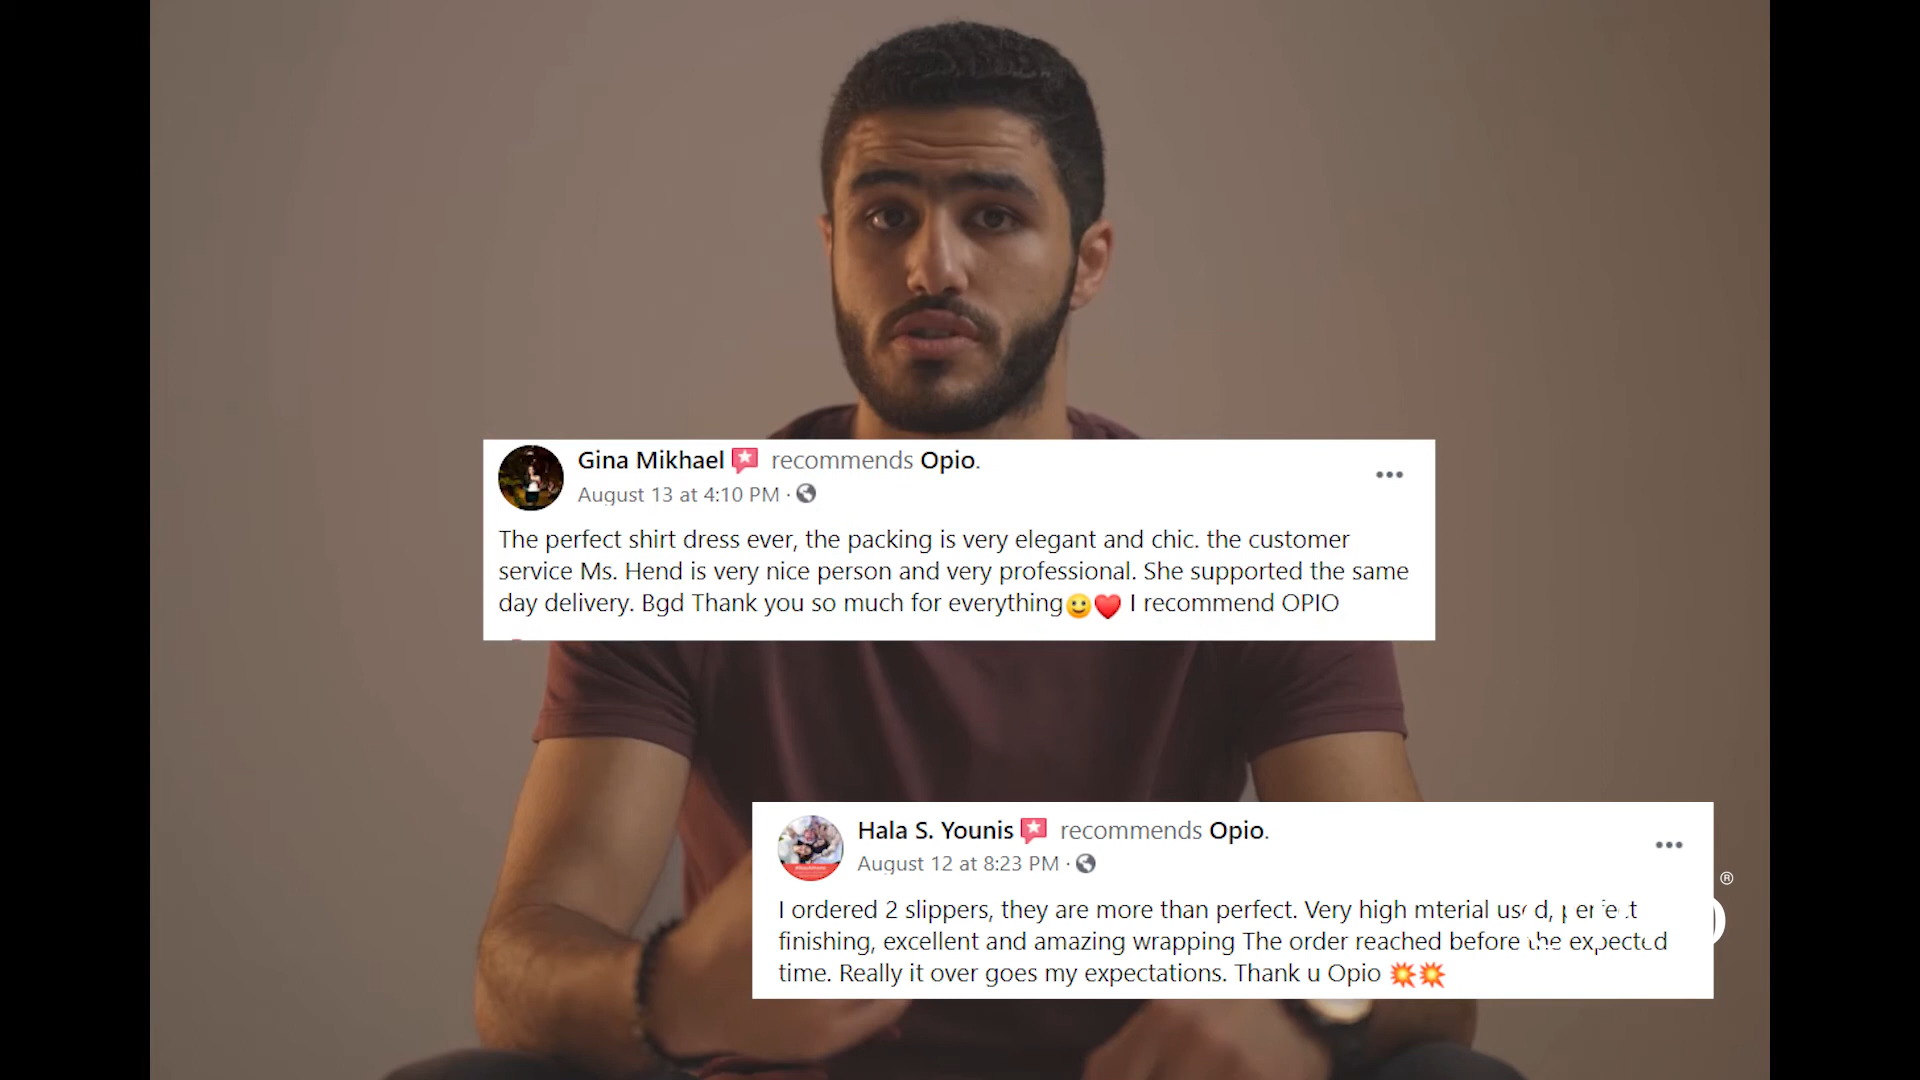 Gina Mikhael recommends Opio.
August 13 at 4:10 PM ·
The perfect shirt dress ever, the packing is very elegant and chic. the customer
service Ms. Hend is very nice person and very professional. She supported the same
day delivery. Bgd Thank you so much for everything🙂❤️ I recommend OPIO
Hala S. Younis recommends Opio.
August 12 at 8:23 PM ·
I ordered 2 slippers, they are more than perfect. Very high mterial used, perfect
finishing, excellent and amazing wrapping The order reached before the expected
time. Really it over goes my expectations. Thank u Opio 💥💥
®